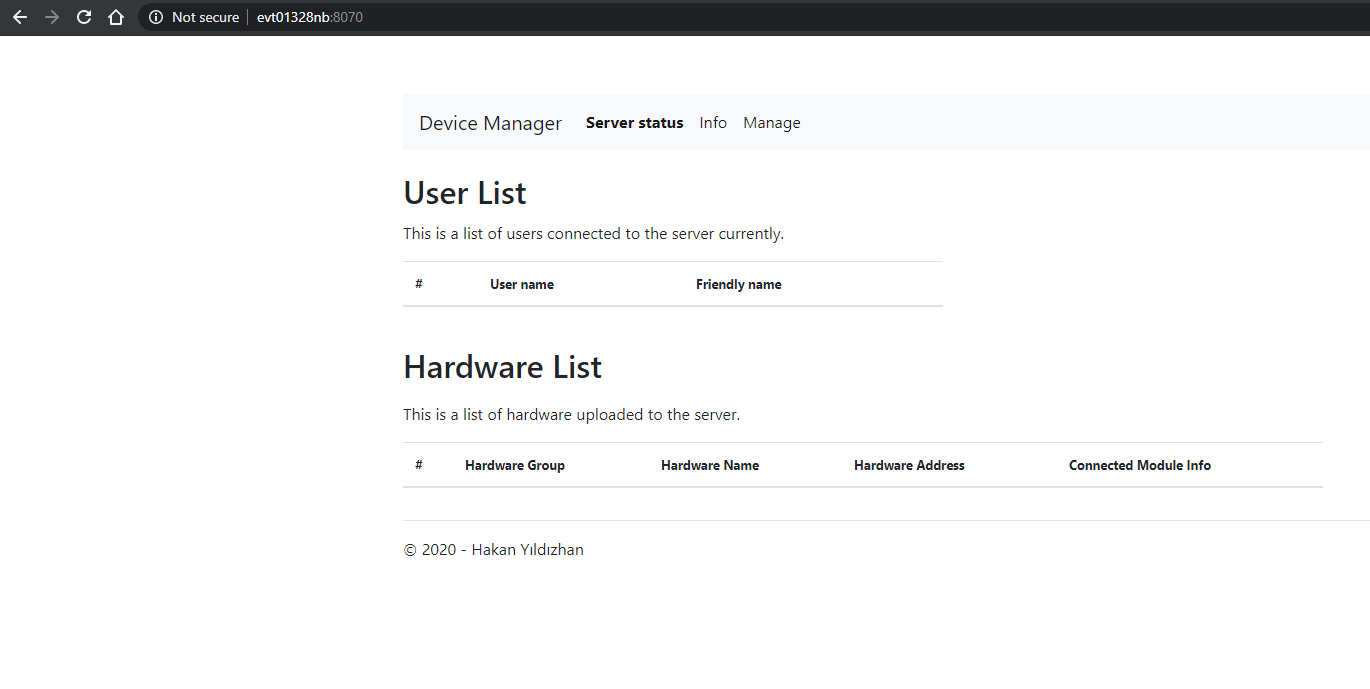 Not secure evt01328nb:8070
Device Manager Server status Info Manage
User List
This is a list of users connected to the server currently.
# User name Friendly name
Hardware List
This is a list of hardware uploaded to the server.
# Hardware Group Hardware Name Hardware Address Connected Module Info
© 2020 - Hakan Yıldızhan